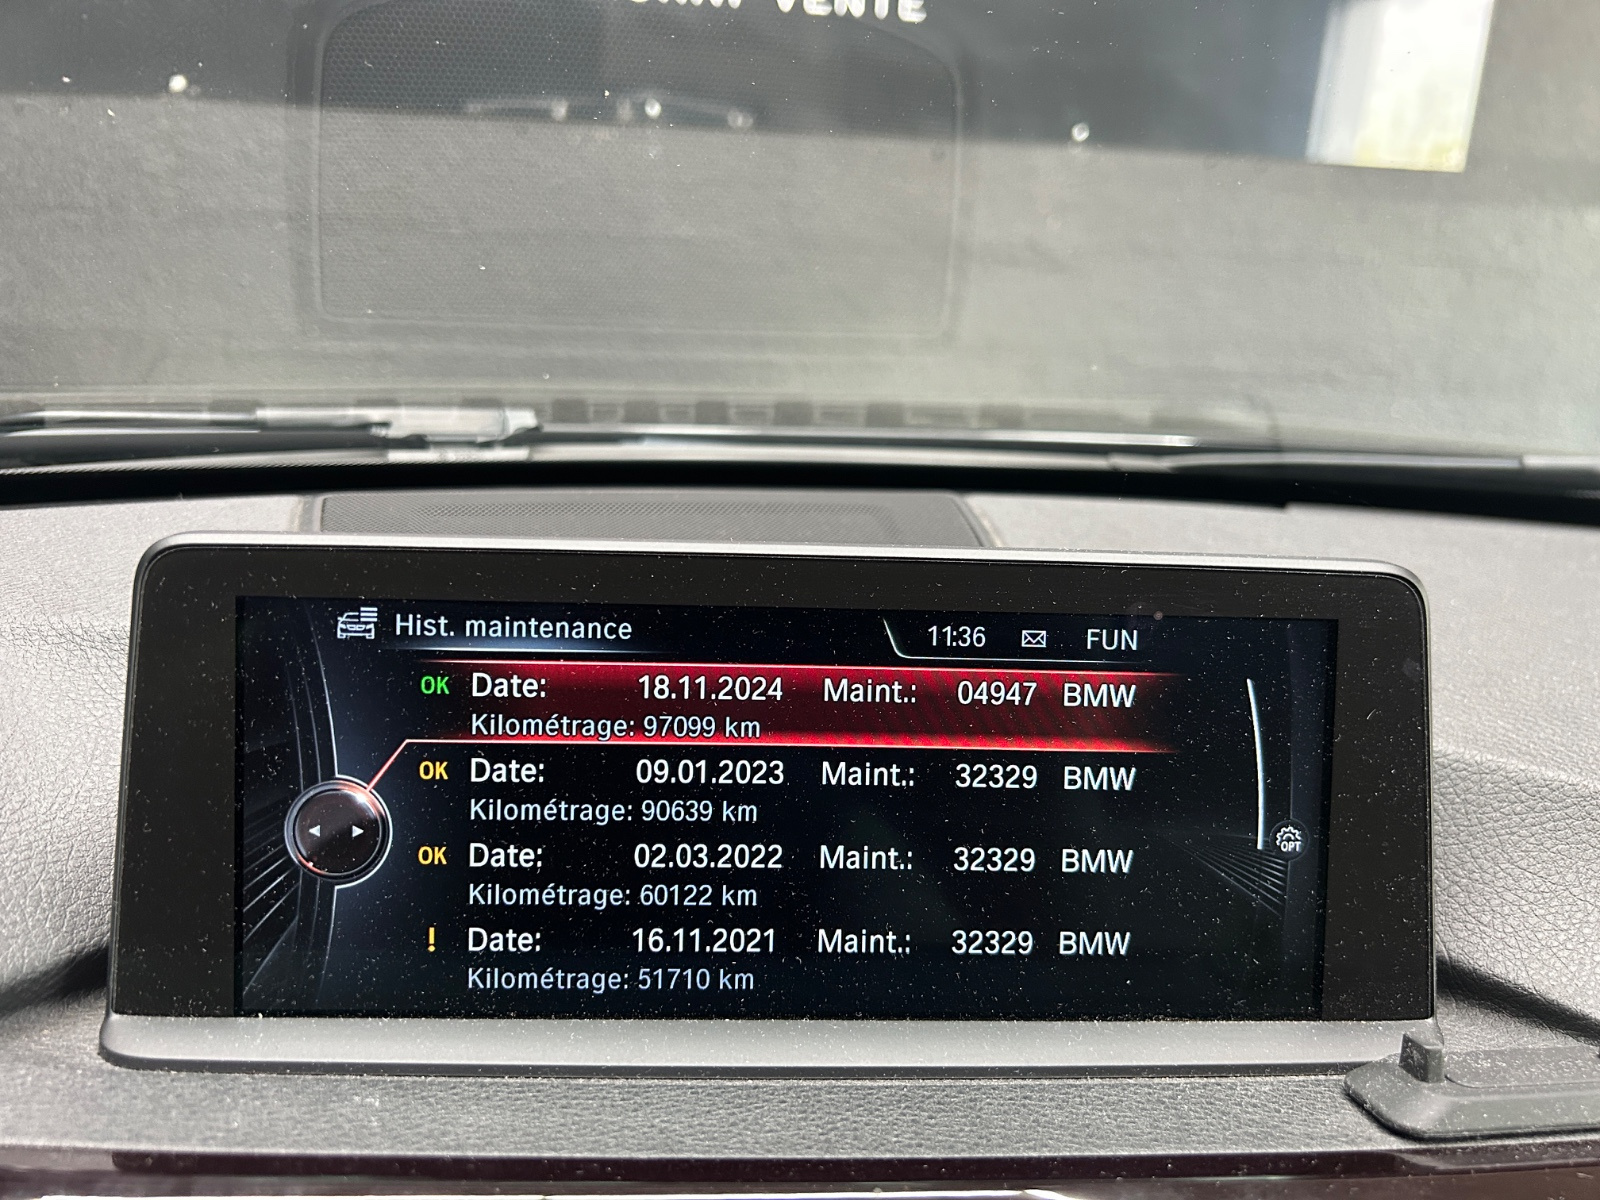 VENTE
Hist. maintenance 11:36 FUN
OK Date: 18.11.2024 Maint.: 04947 BMW
Kilométrage: 97099 km
OK Date: 09.01.2023 Maint.: 32329 BMW
Kilométrage: 90639 km
OK Date: 02.03.2022 Maint.: 32329 BMW
Kilométrage: 60122 km
! Date: 16.11.2021 Maint.: 32329 BMW
Kilométrage: 51710 km
OPT